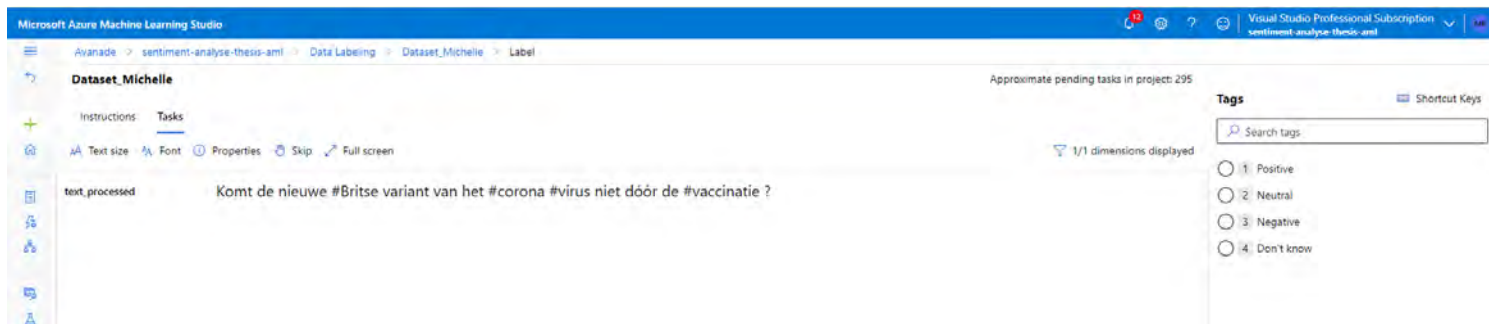 Microsoft Azure Machine Learning Studio
12
?
Visual Studio Professional Subscription
sentiment-analyse-thesis-aml
Avanade > sentiment-analyse-thesis-aml > Data Labeling > Dataset_Michelle > Label
Dataset_Michelle
Approximate pending tasks in project: 295
Instructions Tasks
Text size Font Properties Skip Full screen
1/1 dimensions displayed
text_processed Komt de nieuwe #Britse variant van het #corona #virus niet dóór de #vaccinatie ?
Tags Shortcut Keys
Search tags
1 Positive
2 Neutral
3 Negative
4 Don't know